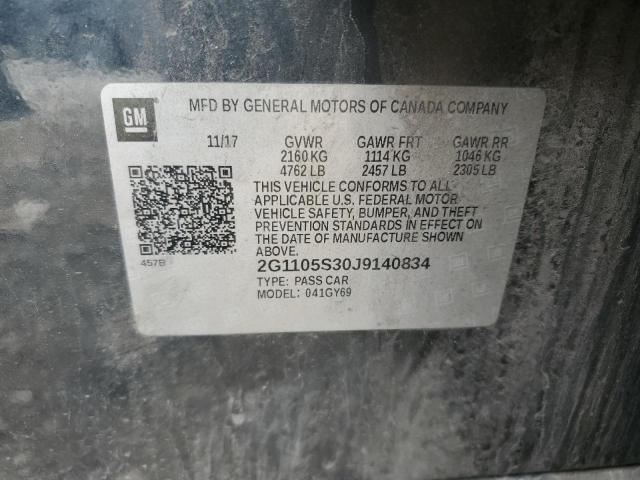 GM
MFD BY GENERAL MOTORS OF CANADA COMPANY
11/17 GVWR GAWR FRT GAWR RR
2160 KG 1114 KG 1046 KG
4762 LB 2457 LB 2305 LB
THIS VEHICLE CONFORMS TO ALL
APPLICABLE U.S. FEDERAL MOTOR
VEHICLE SAFETY, BUMPER, AND THEFT
PREVENTION STANDARDS IN EFFECT ON
THE DATE OF MANUFACTURE SHOWN
ABOVE.
457B
2G1105S30J9140834
TYPE: PASS CAR
MODEL: 041GY69